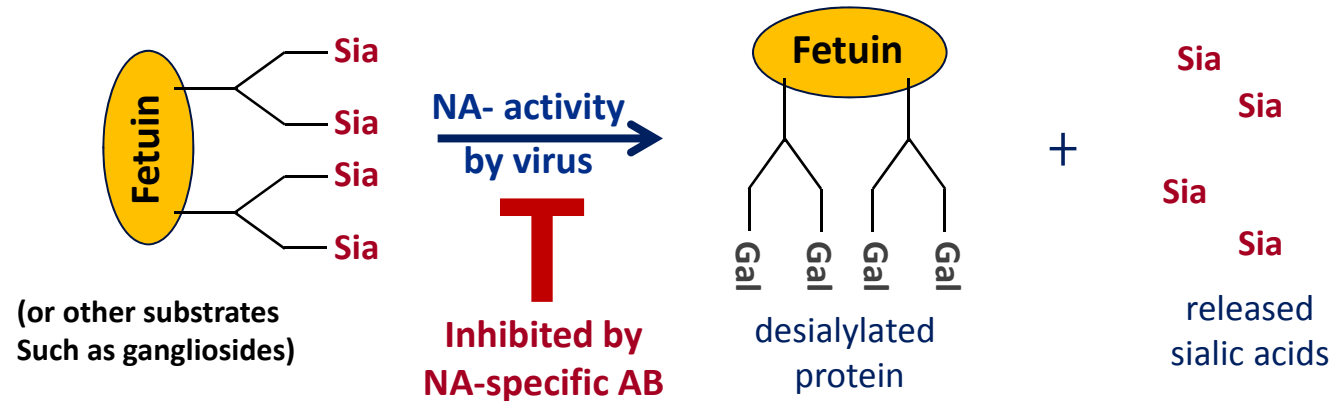 Fetuin
Sia
Sia
Sia
Sia
(or other substrates
Such as gangliosides)
NA- activity
by virus
Inhibited by
NA-specific AB
Fetuin
Gal
Gal
Gal
Gal
desialylated
protein
+
Sia
Sia
Sia
Sia
released
sialic acids